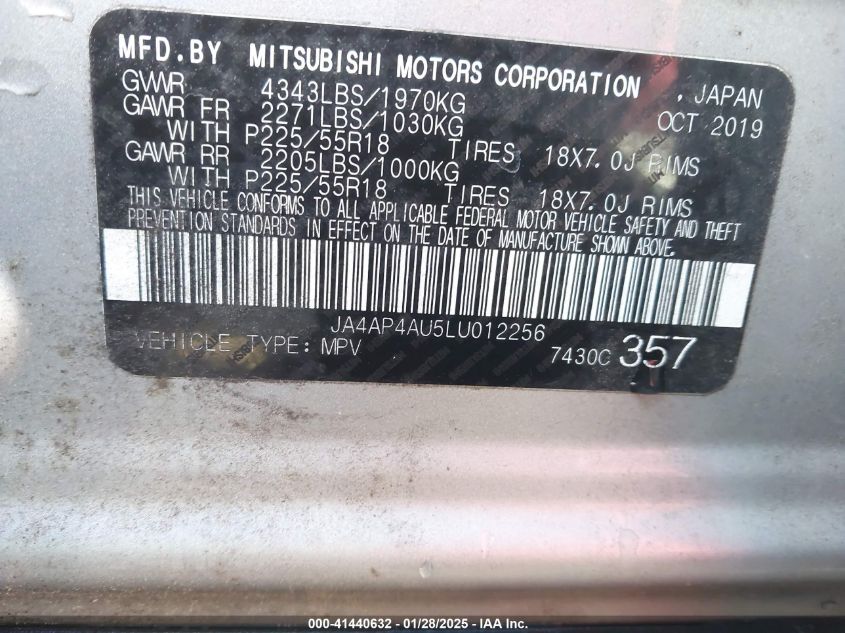 MFD.BY MITSUBISHI MOTORS CORPORATION , JAPAN
GVWR 4343LBS/1970KG OCT 2019
GAWR FR 2271LBS/1030KG
WITH P225/55R18 TIRES 18X7.0J RIMS
GAWR RR 2205LBS/1000KG
WITH P225/55R18 TIRES 18X7.0J RIMS
THIS VEHICLE CONFORMS TO ALL APPLICABLE FEDERAL MOTOR VEHICLE SAFETY AND THEFT
PREVENTION STANDARDS IN EFFECT ON THE DATE OF MANUFACTURE SHOWN ABOVE.
JA4AP4AU5LU012256
VEHICLE TYPE: MPV 7430C 357
000-41440632 - 01/28/2025 - IAA Inc.